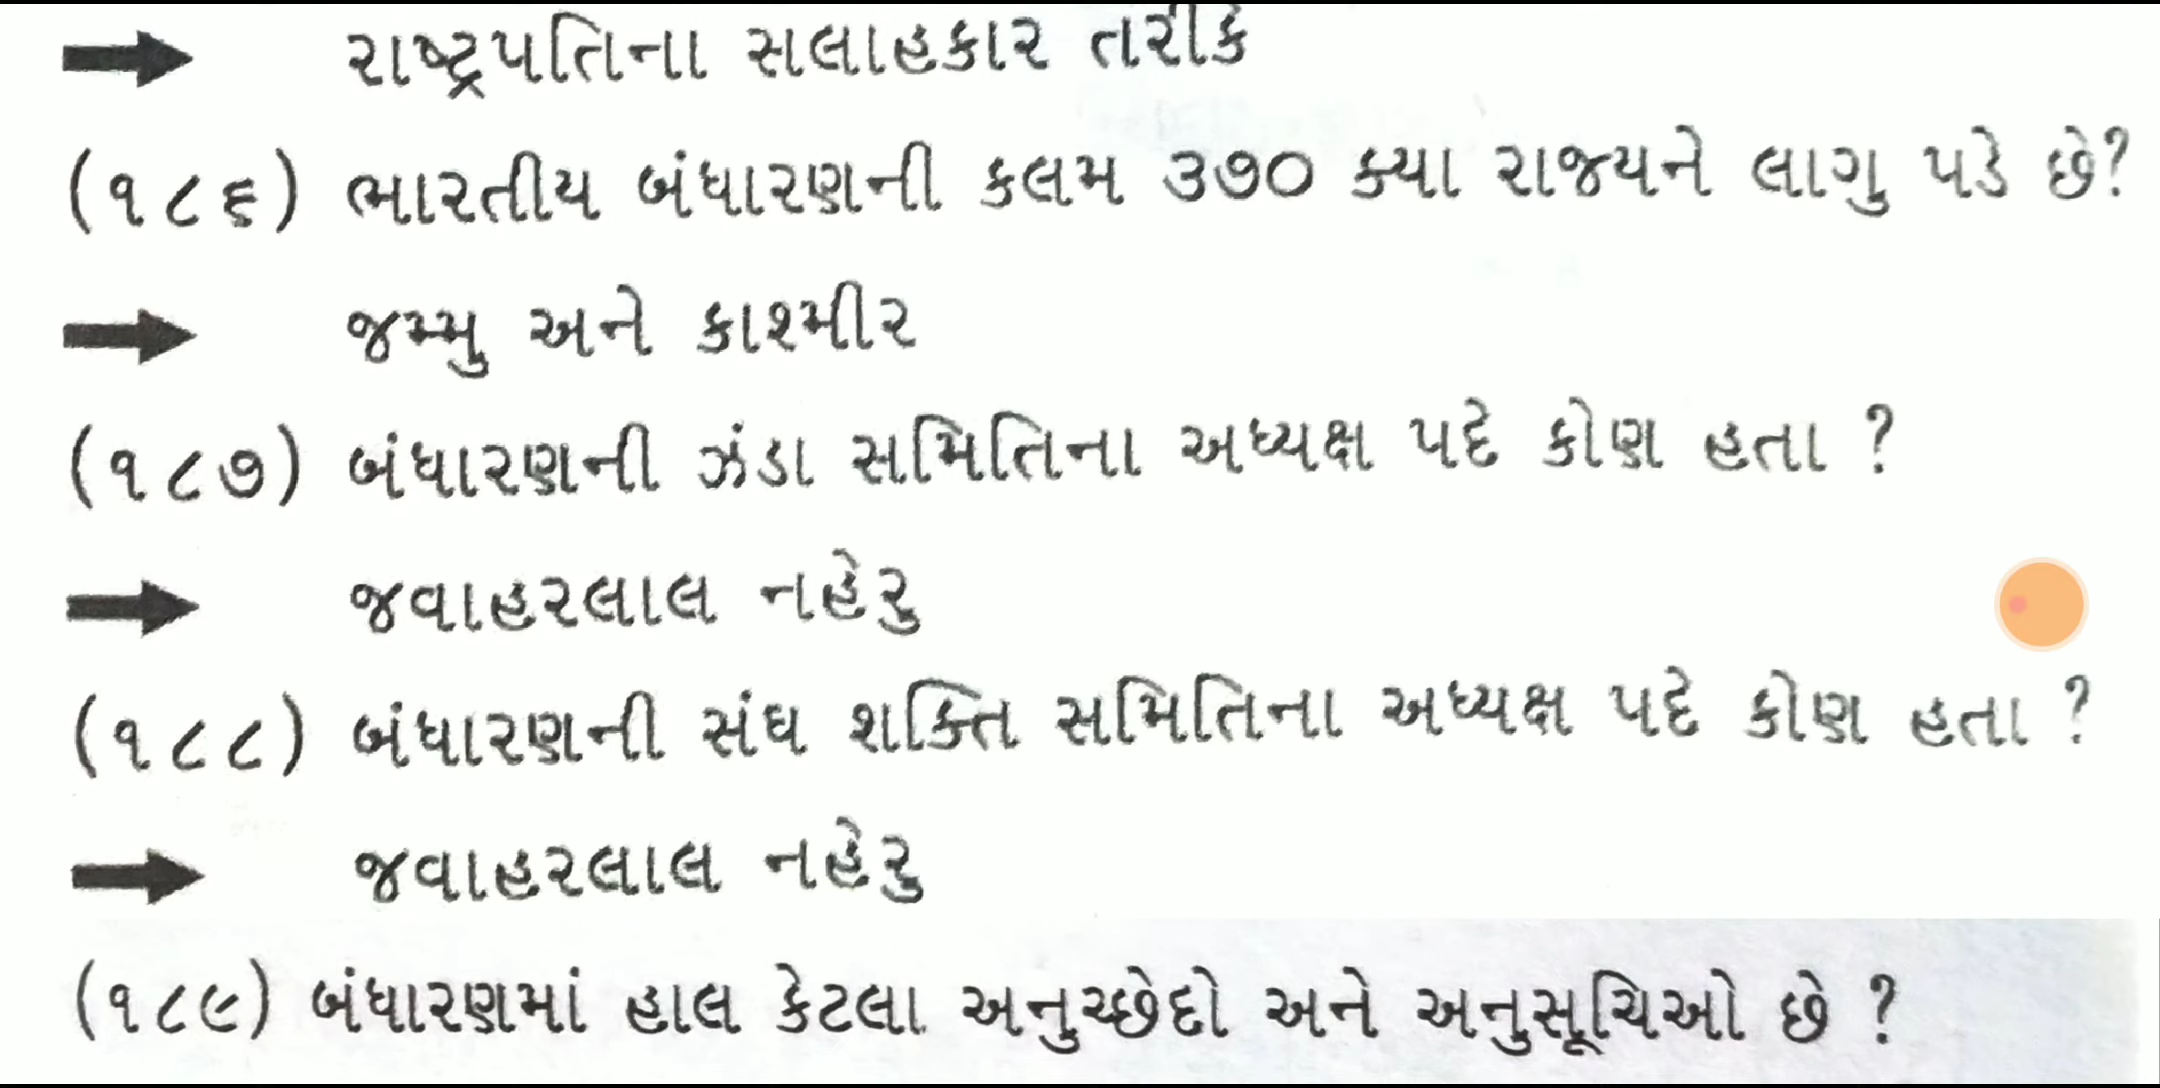 રાષ્ટ્રપતિના સલાહકાર તરીકે
(૧૮૬) ભારતીય બંધારણની કલમ ૩૭૦ ક્યા રાજ્યને લાગુ પડે છે?
જમ્મુ અને કાશ્મીર
(૧૮૭) બંધારણની ઝંડા સમિતિના અધ્યક્ષ પદે કોણ હતા ?
જવાહરલાલ નહેરુ
(૧૮૮) બંધારણની સંઘ શક્તિ સમિતિના અધ્યક્ષ પદે કોણ હતા ?
જવાહરલાલ નહેરુ
(૧૮૯) બંધારણમાં હાલ કેટલા અનુચ્છેદો અને અનુસૂચિઓ છે ?